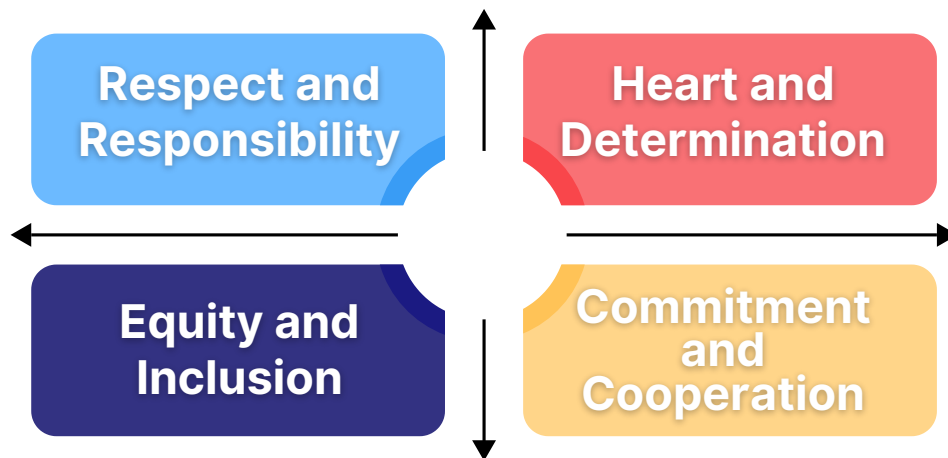 Respect and
Responsibility
Heart and
Determination
Equity and
Inclusion
Commitment
and
Cooperation